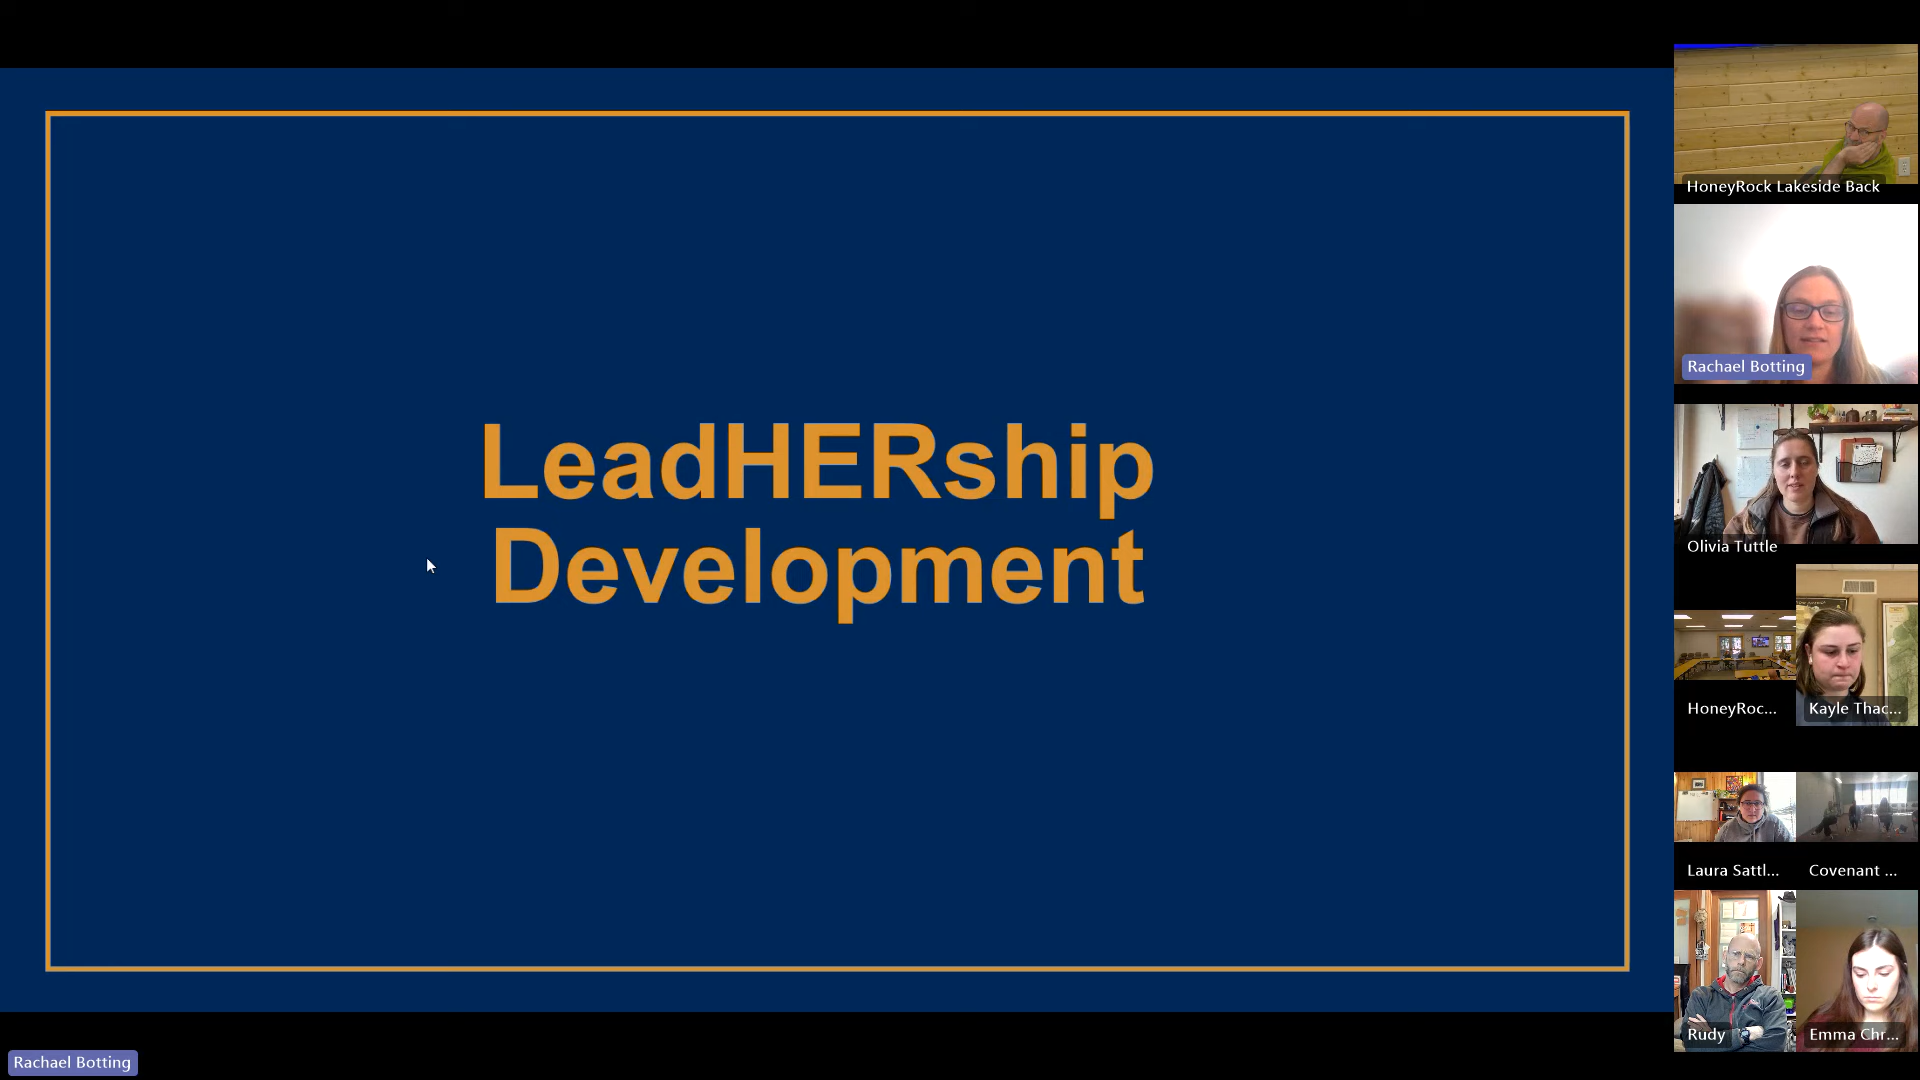 LeadHERship
Development
HoneyRock Lakeside Back
Rachael Botting
Olivia Tuttle
HoneyRoc...
Kayle Thac...
Laura Sattl...
Covenant ...
Rudy
Emma Chr...
Rachael Botting